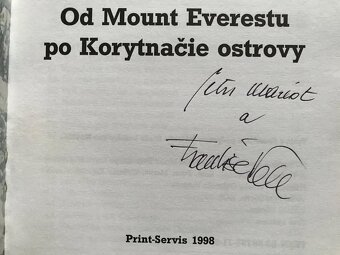 Od Mount Everestu
po Korytnačie ostrovy
a
Print-Servis 1998